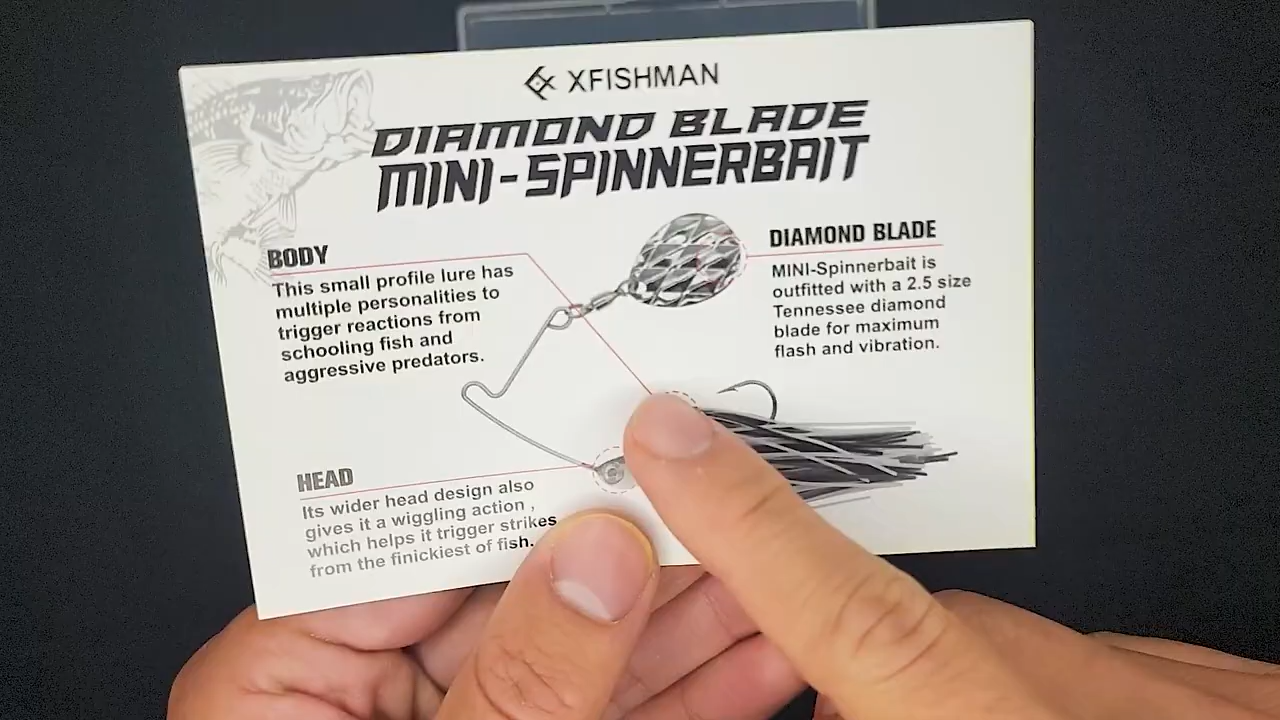 XFISHMAN
DIAMOND BLADE
MINI-SPINNERBAIT
BODY
This small profile lure has
multiple personalities to
trigger reactions from
schooling fish and
aggressive predators.
DIAMOND BLADE
MINI-Spinnerbait is
outfitted with a 2.5 size
Tennessee diamond
blade for maximum
flash and vibration.
HEAD
Its wider head design also
gives it a wiggling action ,
which helps it trigger strikes
from the finickiest of fish.